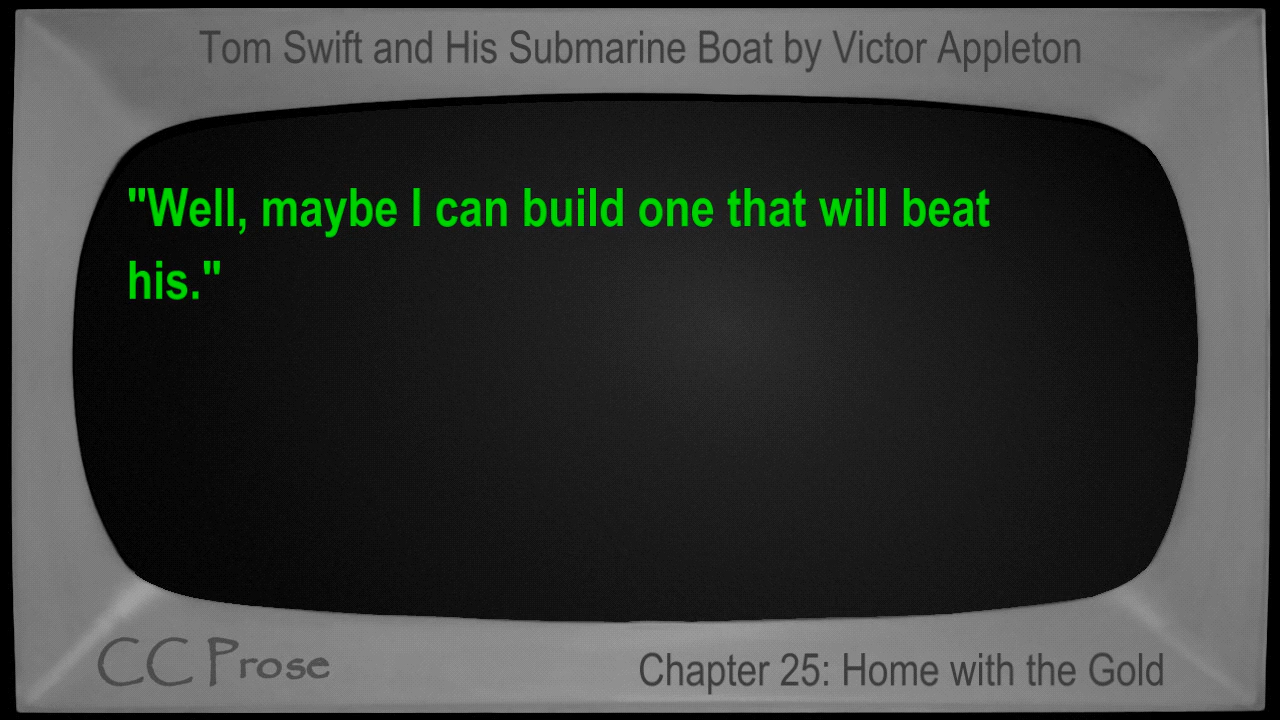 Tom Swift and His Submarine Boat by Victor Appleton
"Well, maybe I can build one that will beat
his."
CC Prose
Chapter 25: Home with the Gold